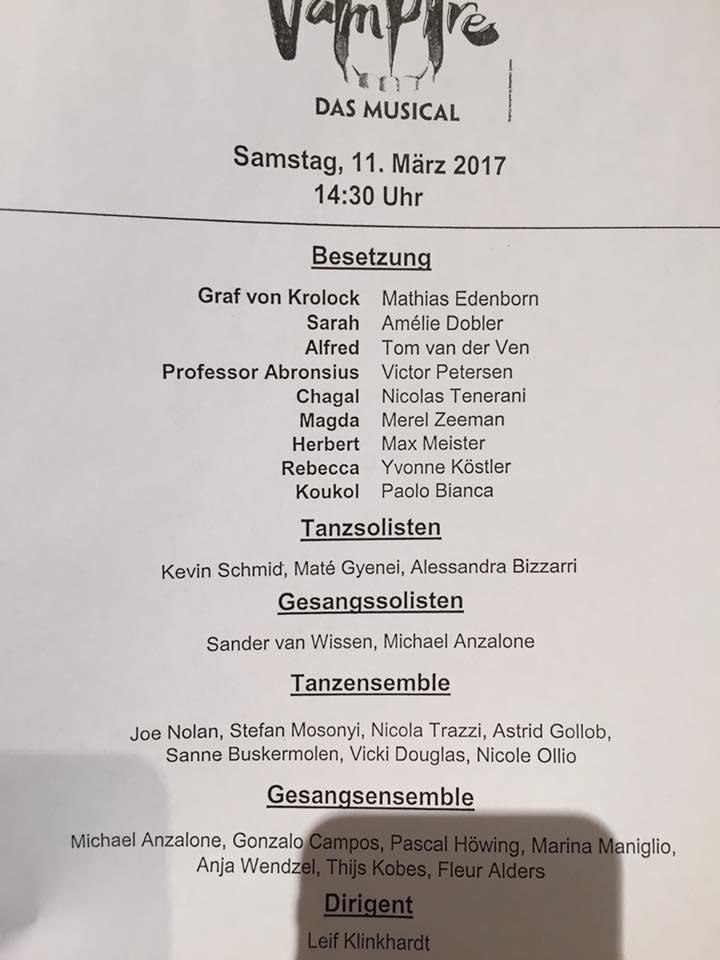 Vampire
DAS MUSICAL
Samstag, 11. März 2017
14:30 Uhr
Besetzung
Graf von Krolock Mathias Edenborn
Sarah Amélie Dobler
Alfred Tom van der Ven
Professor Abronsius Victor Petersen
Chagal Nicolas Tenerani
Magda Merel Zeeman
Herbert Max Meister
Rebecca Yvonne Köstler
Koukol Paolo Bianca
Tanzsolisten
Kevin Schmid, Maté Gyenei, Alessandra Bizzarri
Gesangssolisten
Sander van Wissen, Michael Anzalone
Tanzensemble
Joe Nolan, Stefan Mosonyi, Nicola Trazzi, Astrid Gollob,
Sanne Buskermolen, Vicki Douglas, Nicole Ollio
Gesangsensemble
Michael Anzalone, Gonzalo Campos, Pascal Höwing, Marina Maniglio,
Anja Wendzel, Thijs Kobes, Fleur Alders
Dirigent
Leif Klinkhardt